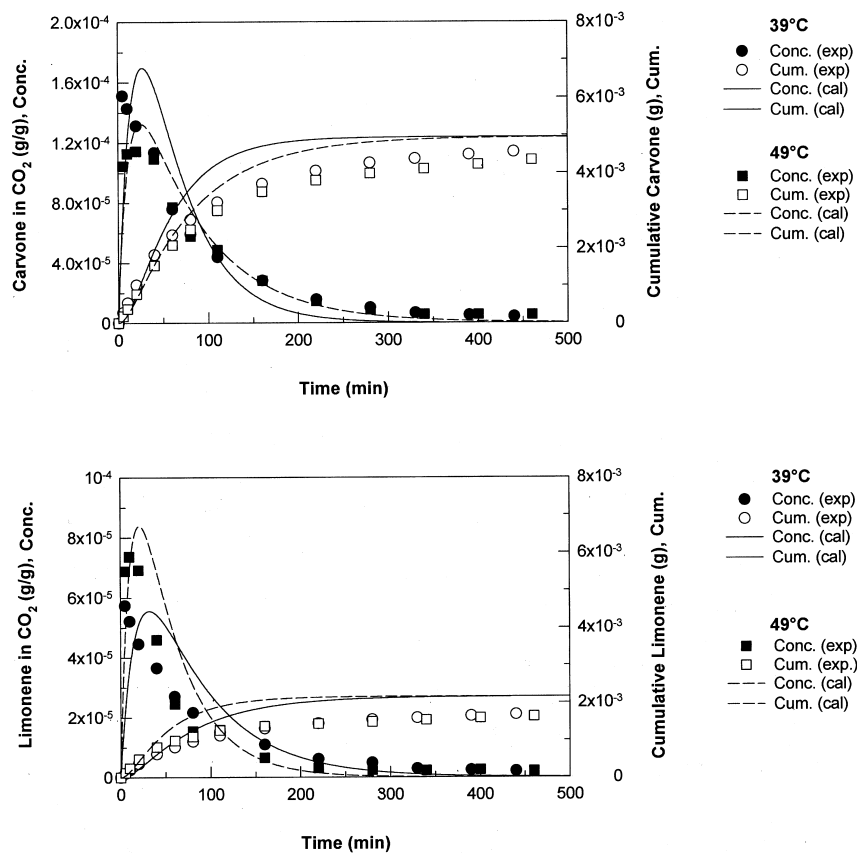 Carvone in CO2 (g/g), Conc.
2.0x10-4
1.6x10-4
1.2x10-4
8.0x10-5
4.0x10-5
0
0
100
200
300
400
500
Time (min)
8x10-3
6x10-3
4x10-3
2x10-3
0
Cumulative Carvone (g), Cum.
39°C
Conc. (exp)
Cum. (exp)
Conc. (cal)
Cum. (cal)
49°C
Conc. (exp)
Cum. (exp)
Conc. (cal)
Cum. (cal)
Limonene in CO2 (g/g), Conc.
10-4
8x10-5
6x10-5
4x10-5
2x10-5
0
0
100
200
300
400
500
Time (min)
8x10-3
6x10-3
4x10-3
2x10-3
0
Cumulative Limonene (g), Cum.
39°C
Conc. (exp)
Cum. (exp)
Conc. (cal)
Cum. (cal)
49°C
Conc. (exp)
Cum. (exp.)
Conc. (cal)
Cum. (cal)